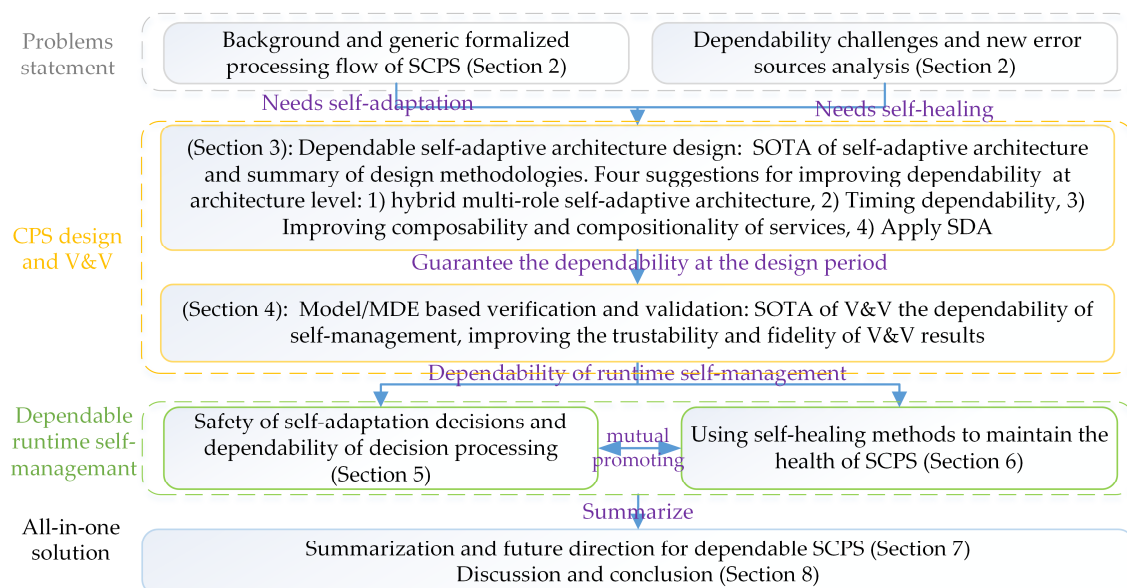 Problems
statement
Background and generic formalized
processing flow of SCPS (Section 2)
Dependability challenges and new error
sources analysis (Section 2)
Needs self-adaptation
Needs self-healing
CPS design
and V&V
(Section 3): Dependable self-adaptive architecture design: SOTA of self-adaptive architecture
and summary of design methodologies. Four suggestions for improving dependability at
architecture level: 1) hybrid multi-role self-adaptive architecture, 2) Timing dependability, 3)
Improving composability and compositionality of services, 4) Apply SDA
Guarantee the dependability at the design period
(Section 4): Model/MDE based verification and validation: SOTA of V&V the dependability of
self-management, improving the trustability and fidelity of V&V results
Dependability of runtime self-management
Dependable
runtime self-
managemant
Safety of self-adaptation decisions and
dependability of decision processing
(Section 5)
mutual
promoting
Using self-healing methods to maintain the
health of SCPS (Section 6)
Summarize
All-in-one
solution
Summarization and future direction for dependable SCPS (Section 7)
Discussion and conclusion (Section 8)